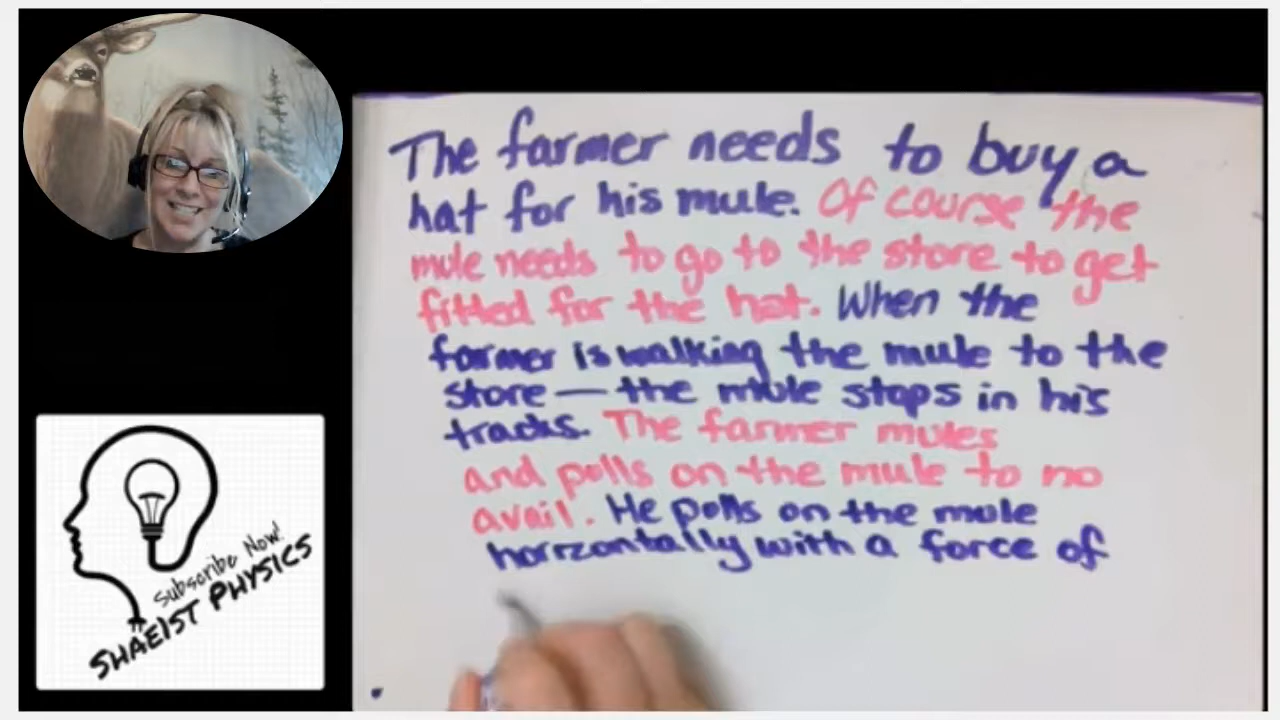 The farmer needs to buy a
hat for his mule. Of course the
mule needs to go to the store to get
fitted for the hat. When the
farmer is walking the mule to the
store — the mule stops in his
tracks. The farmer mules
and pulls on the mule to no
avail. He pulls on the mule
horizontally with a force of
Subscribe Now!
SHAEIST PHYSICS